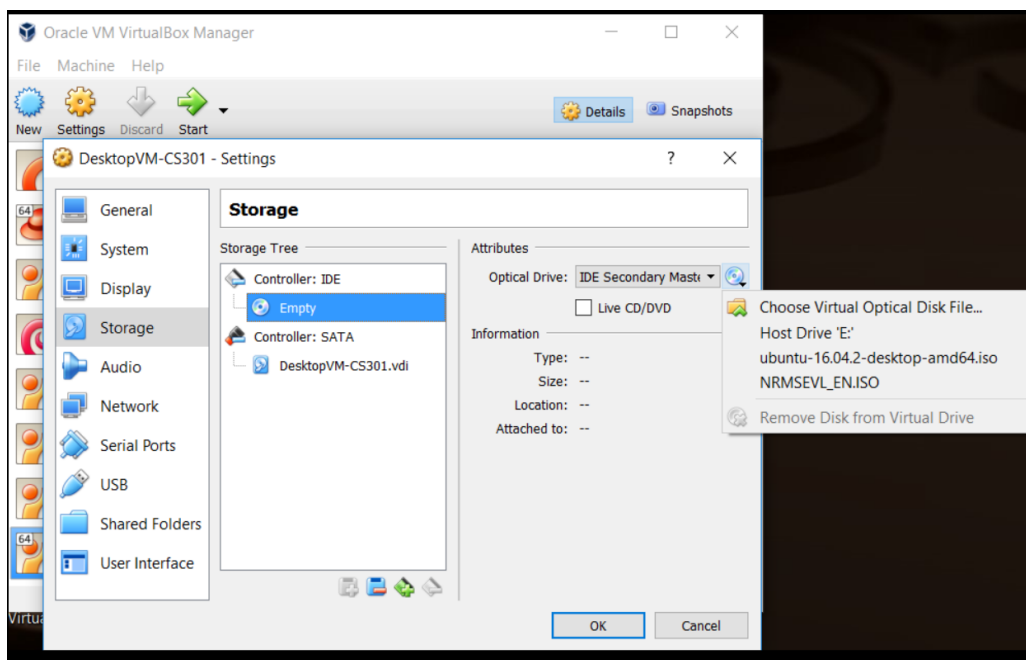 Oracle VM VirtualBox Manager
File Machine Help
New Settings Discard Start
Details Snapshots
DesktopVM-CS301 - Settings ?
64
General
System
Display
Storage
Audio
Network
Serial Ports
USB
Shared Folders
User Interface
64
Storage
Storage Tree
Controller: IDE
Empty
Controller: SATA
DesktopVM-CS301.vdi
Attributes
Optical Drive: IDE Secondary Maste
Live CD/DVD
Information
Type: --
Size: --
Location: --
Attached to: --
Choose Virtual Optical Disk File...
Host Drive 'E:'
ubuntu-16.04.2-desktop-amd64.iso
NRMSEVL_EN.ISO
Remove Disk from Virtual Drive
OK Cancel
Virtua